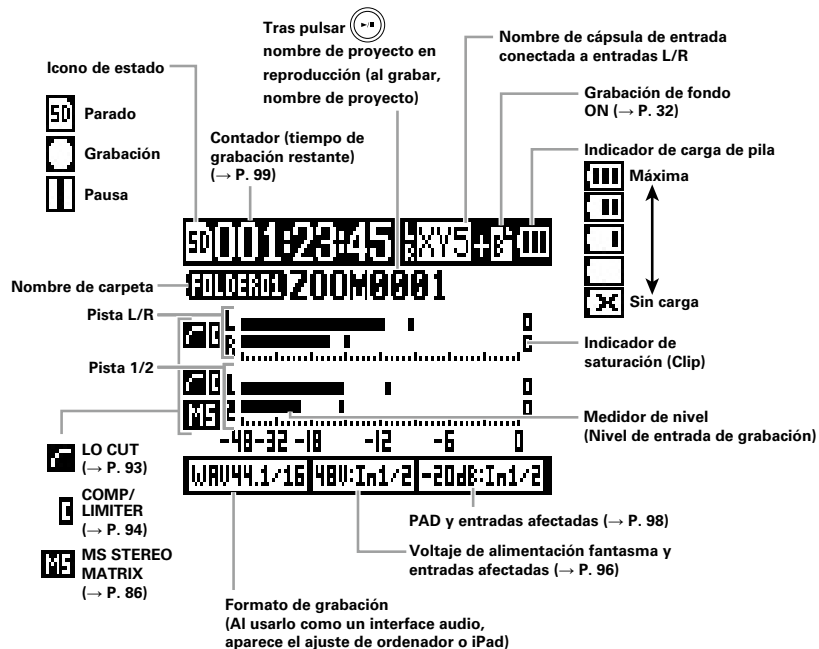 Icono de estado
SD Parado
Grabación
Pausa
Tras pulsar
nombre de proyecto en
reproducción (al grabar,
nombre de proyecto)
Contador (tiempo de
grabación restante)
(→ P. 99)
Nombre de cápsula de entrada
conectada a entradas L/R
Grabación de fondo
ON (→ P. 32)
Indicador de carga de pila
Máxima
Sin carga
SD 001:23:45 L R XY5+B
Nombre de carpeta
FOLDER01 ZOOM0001
Pista L/R
L
R
Pista 1/2
1
2
MS
-48 -32 -18 -12 -6 0
Indicador de
saturación (Clip)
Medidor de nivel
(Nivel de entrada de grabación)
WAV44.1/16 48V:In1/2 -20dB:In1/2
LO CUT
(→ P. 93)
COMP/
LIMITER
(→ P. 94)
MS MS STEREO
MATRIX
(→ P. 86)
PAD y entradas afectadas (→ P. 98)
Voltaje de alimentación fantasma y
entradas afectadas (→ P. 96)
Formato de grabación
(Al usarlo como un interface audio,
aparece el ajuste de ordenador o iPad)